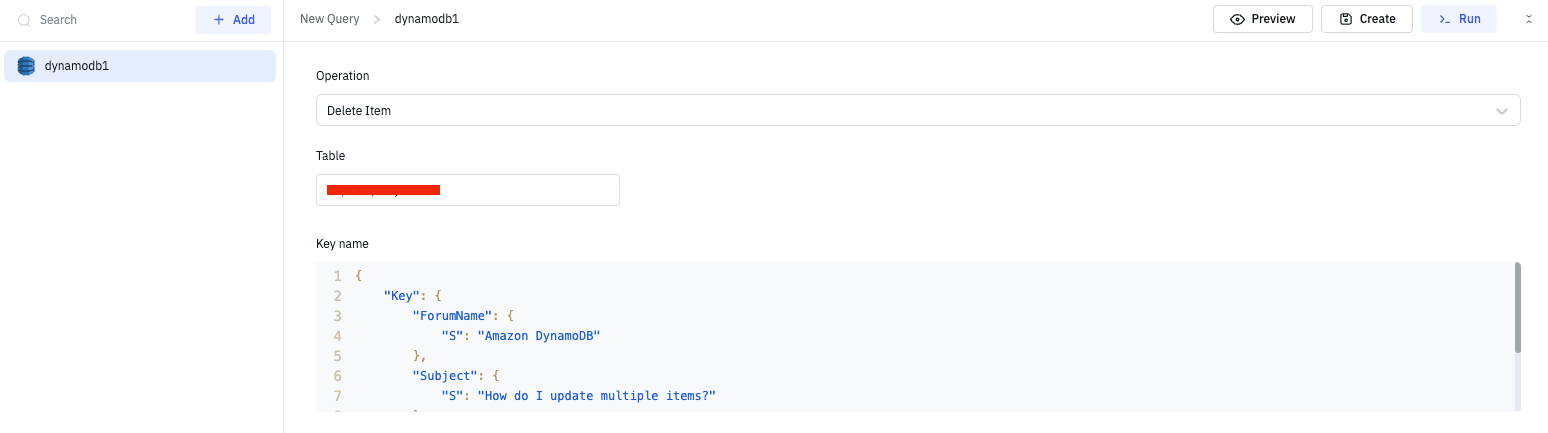 Search
+ Add
New Query > dynamodb1
Preview
Create
Run
dynamodb1
Operation
Delete Item
Table
Key name
1 {
2 "Key": {
3 "ForumName": {
4 "S": "Amazon DynamoDB"
5 },
6 "Subject": {
7 "S": "How do I update multiple items?"